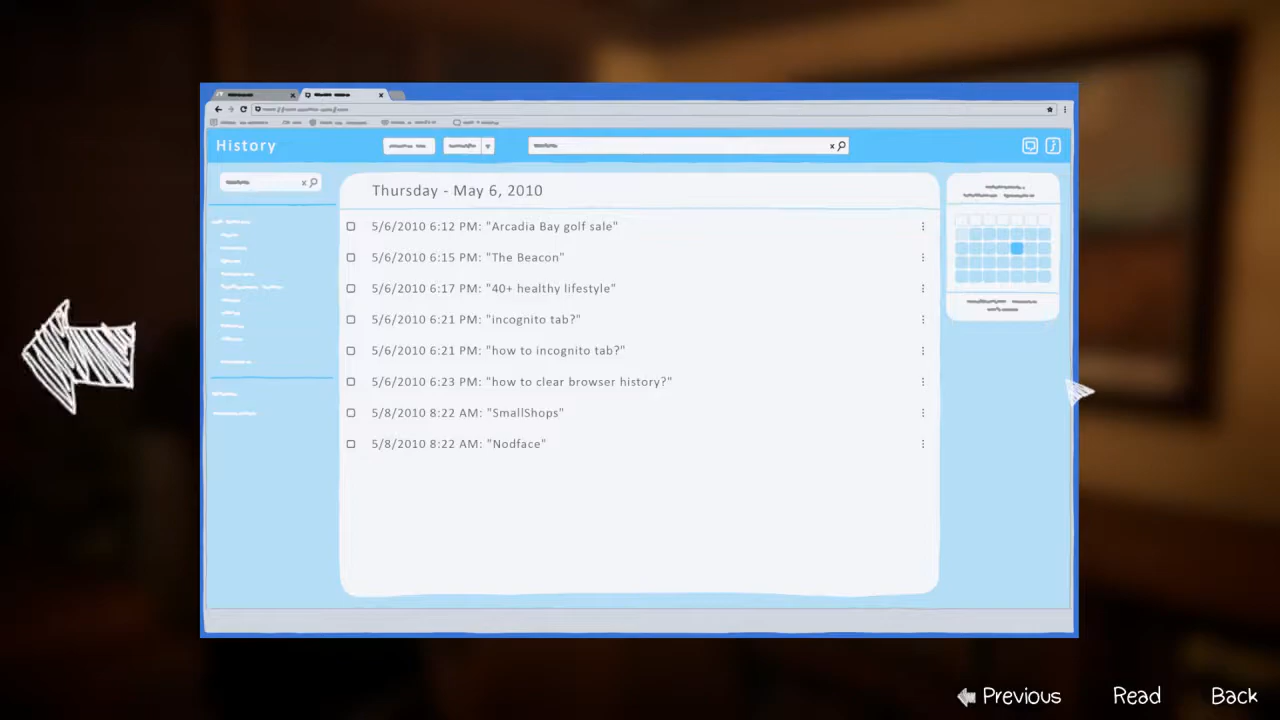 History
Thursday - May 6, 2010
5/6/2010 6:12 PM: "Arcadia Bay golf sale"
5/6/2010 6:15 PM: "The Beacon"
5/6/2010 6:17 PM: "40+ healthy lifestyle"
5/6/2010 6:21 PM: "incognito tab?"
5/6/2010 6:21 PM: "how to incognito tab?"
5/6/2010 6:23 PM: "how to clear browser history?"
5/8/2010 8:22 AM: "SmallShops"
5/8/2010 8:22 AM: "Nodface"
Previous Read Back